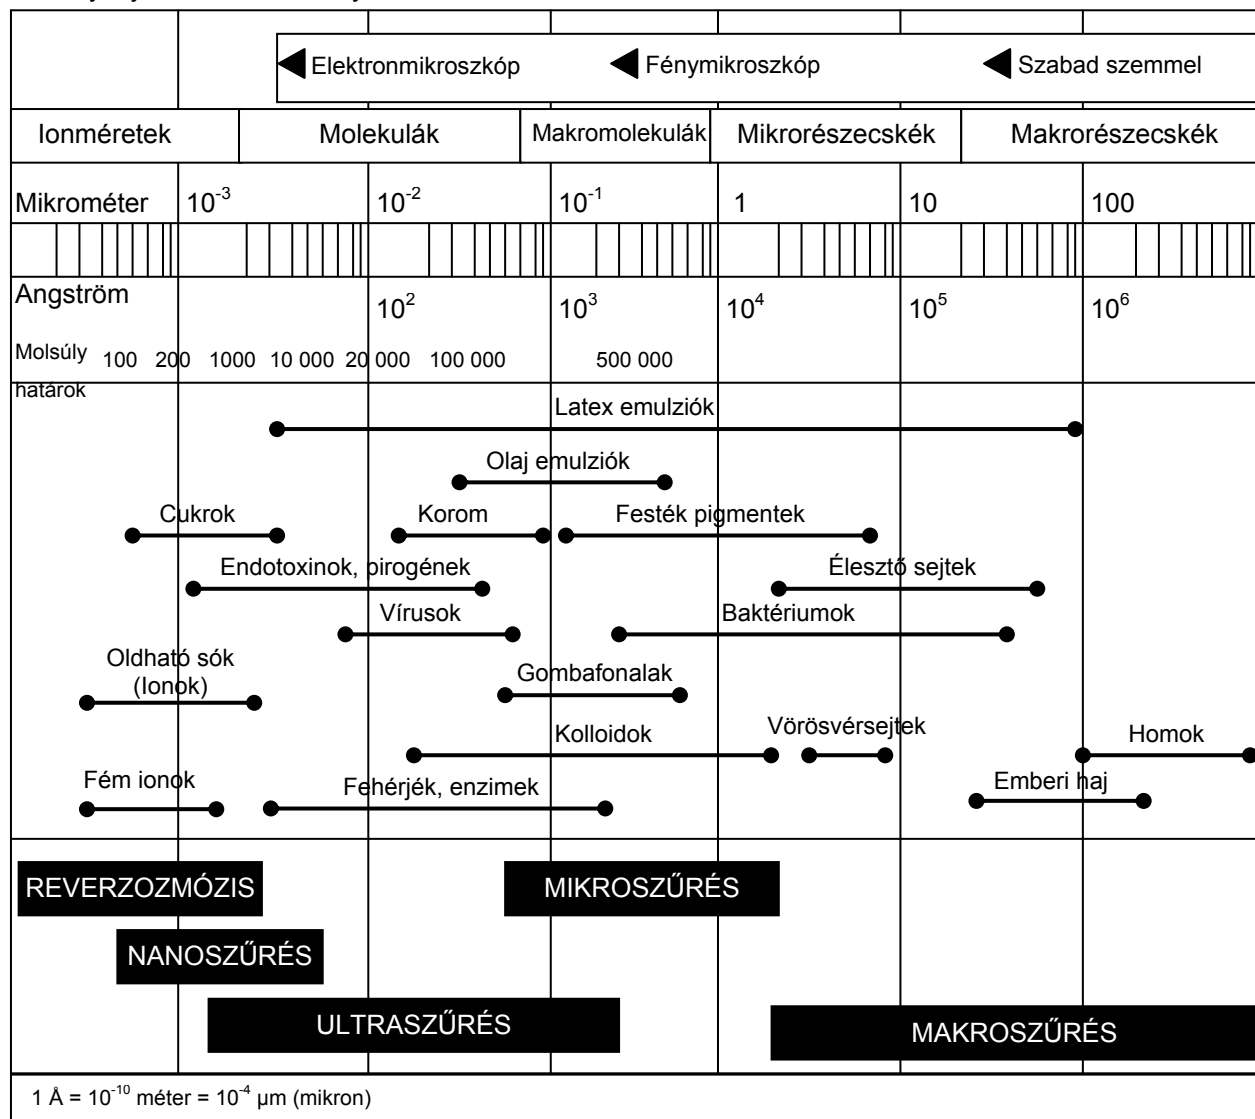 Elektronmikroszkóp Fénymikroszkóp Szabad szemmel
Ionméretek Molekulák Makromolekulák Mikrorészecskék Makrorészecskék
Mikrométer 10⁻³ 10⁻² 10⁻¹ 1 10 100
Angström 10² 10³ 10⁴ 10⁵ 10⁶
Molsúly 100 200 1000 10 000 20 000 100 000 500 000
határok
Latex emulziók
Olaj emulziók
Cukrok Korom Festék pigmentek
Endotoxinok, pirogének Élesztő sejtek
Vírusok Baktériumok
Oldható sók
(Ionok)
Gombafonalak
Kolloidok Vörösvérsejtek Homok
Fém ionok Fehérjék, enzimek Emberi haj
REVERZOZMÓZIS MIKROSZŰRÉS
NANOSZŰRÉS
ULTRASZŰRÉS MAKROSZŰRÉS
1 Å = 10⁻¹⁰ méter = 10⁻⁴ µm (mikron)